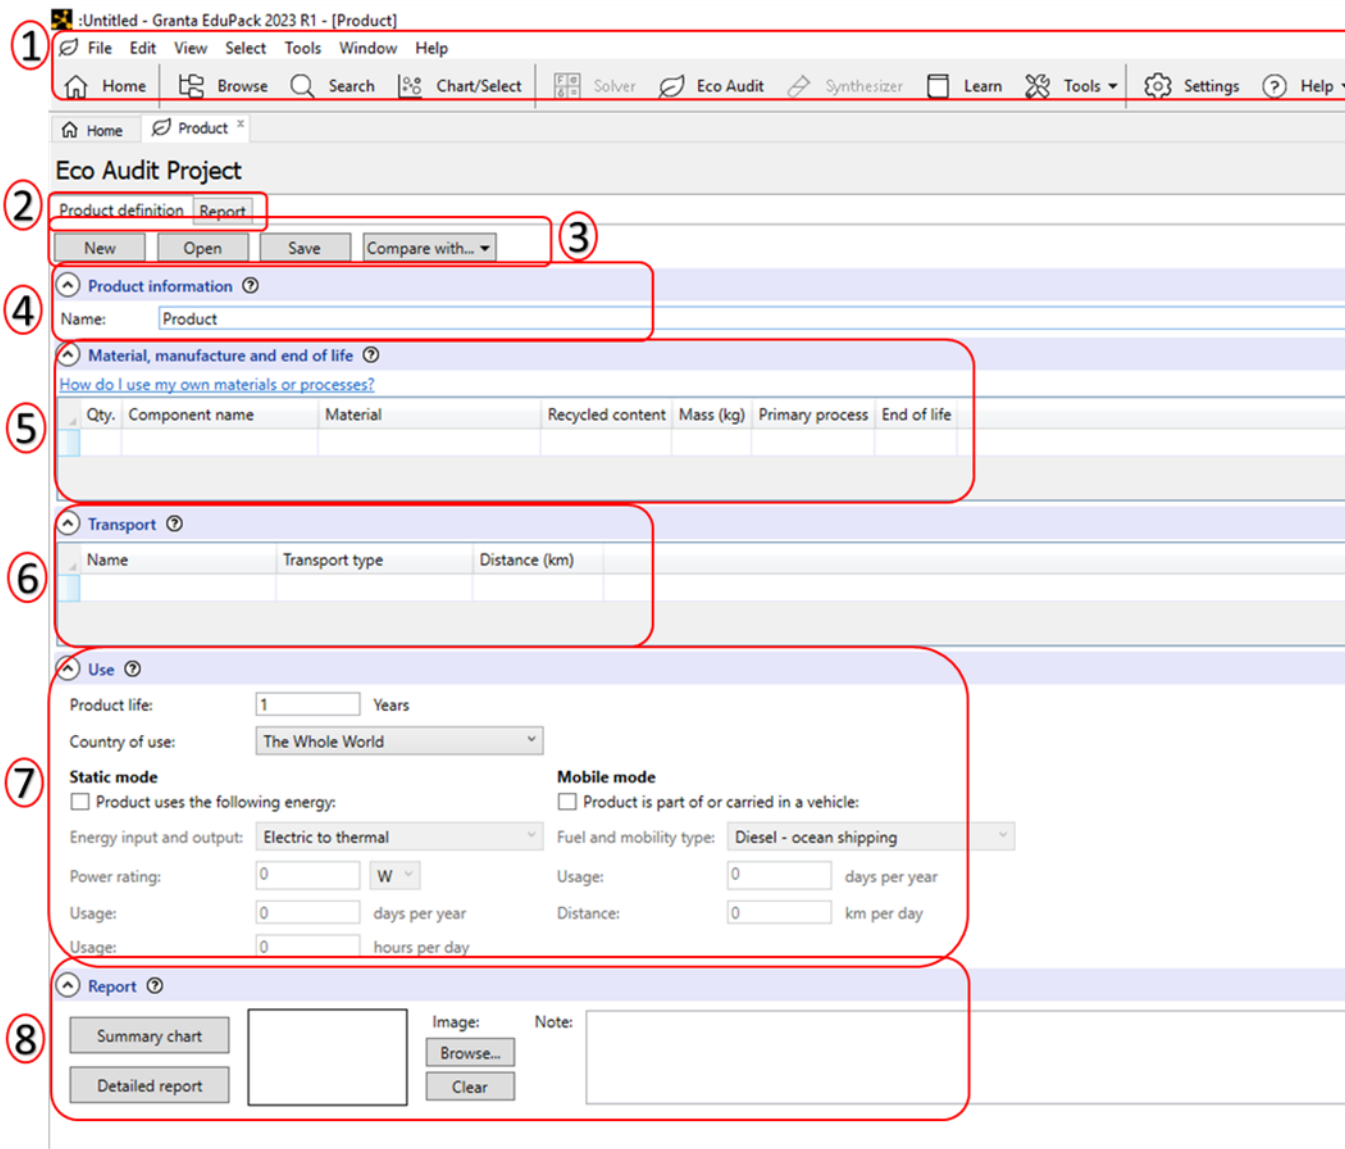 :Untitled - Granta EduPack 2023 R1 - [Product]
1
File Edit View Select Tools Window Help
Home Browse Search Chart/Select Solver Eco Audit Synthesizer Learn Tools Settings Help
Home Product x
Eco Audit Project
2
Product definition Report
3
New Open Save Compare with...
4
Product information ?
Name: Product
Material, manufacture and end of life ?
How do I use my own materials or processes?
5
Qty. Component name Material Recycled content Mass (kg) Primary process End of life
Transport ?
6
Name Transport type Distance (km)
Use ?
Product life: 1 Years
Country of use: The Whole World
7
Static mode Mobile mode
Product uses the following energy: Product is part of or carried in a vehicle:
Energy input and output: Electric to thermal Fuel and mobility type: Diesel - ocean shipping
Power rating: 0 W Usage: 0 days per year
Usage: 0 days per year Distance: 0 km per day
Usage: 0 hours per day
Report ?
8
Summary chart Image: Note:
Browse...
Detailed report Clear